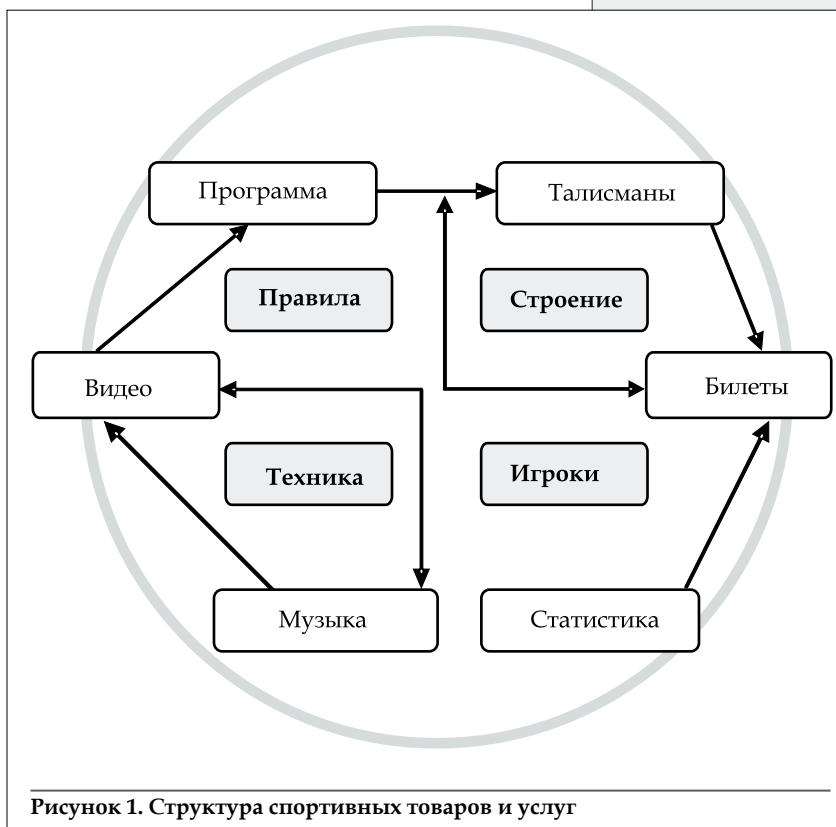 Программа
Талисманы
Правила
Строение
Видео
Билеты
Техника
Игроки
Музыка
Статистика
Рисунок 1. Структура спортивных товаров и услуг